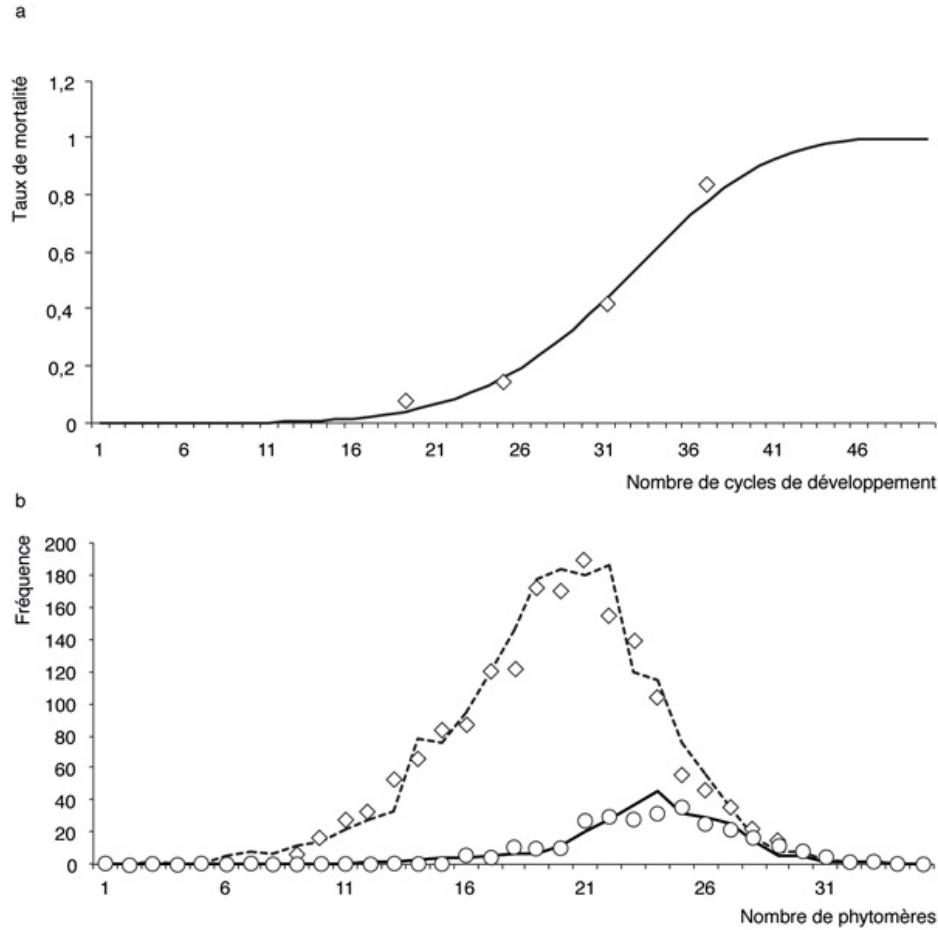 a
Taux de mortalité
1,2
1
0,8
0,6
0,4
0,2
0
1 6 11 16 21 26 31 36 41 46
Nombre de cycles de développement
b
Fréquence
200
180
160
140
120
100
80
60
40
20
0
1 6 11 16 21 26 31
Nombre de phytomères